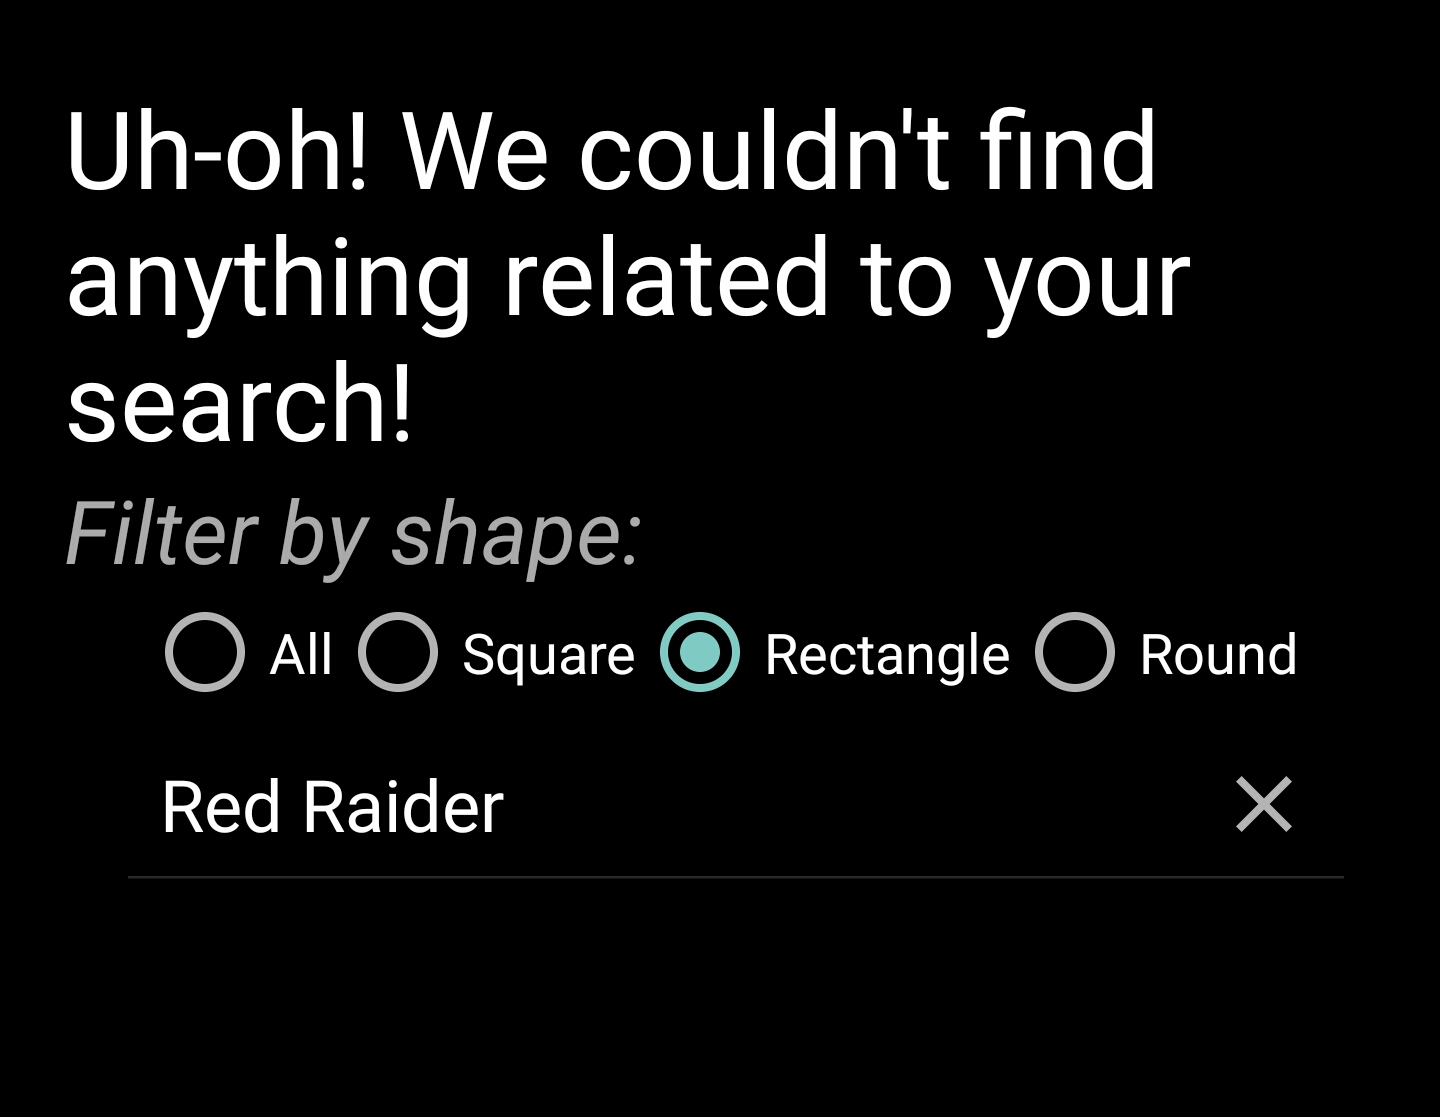 Uh-oh! We couldn't find
anything related to your
search!
Filter by shape:
All Square Rectangle Round
Red Raider